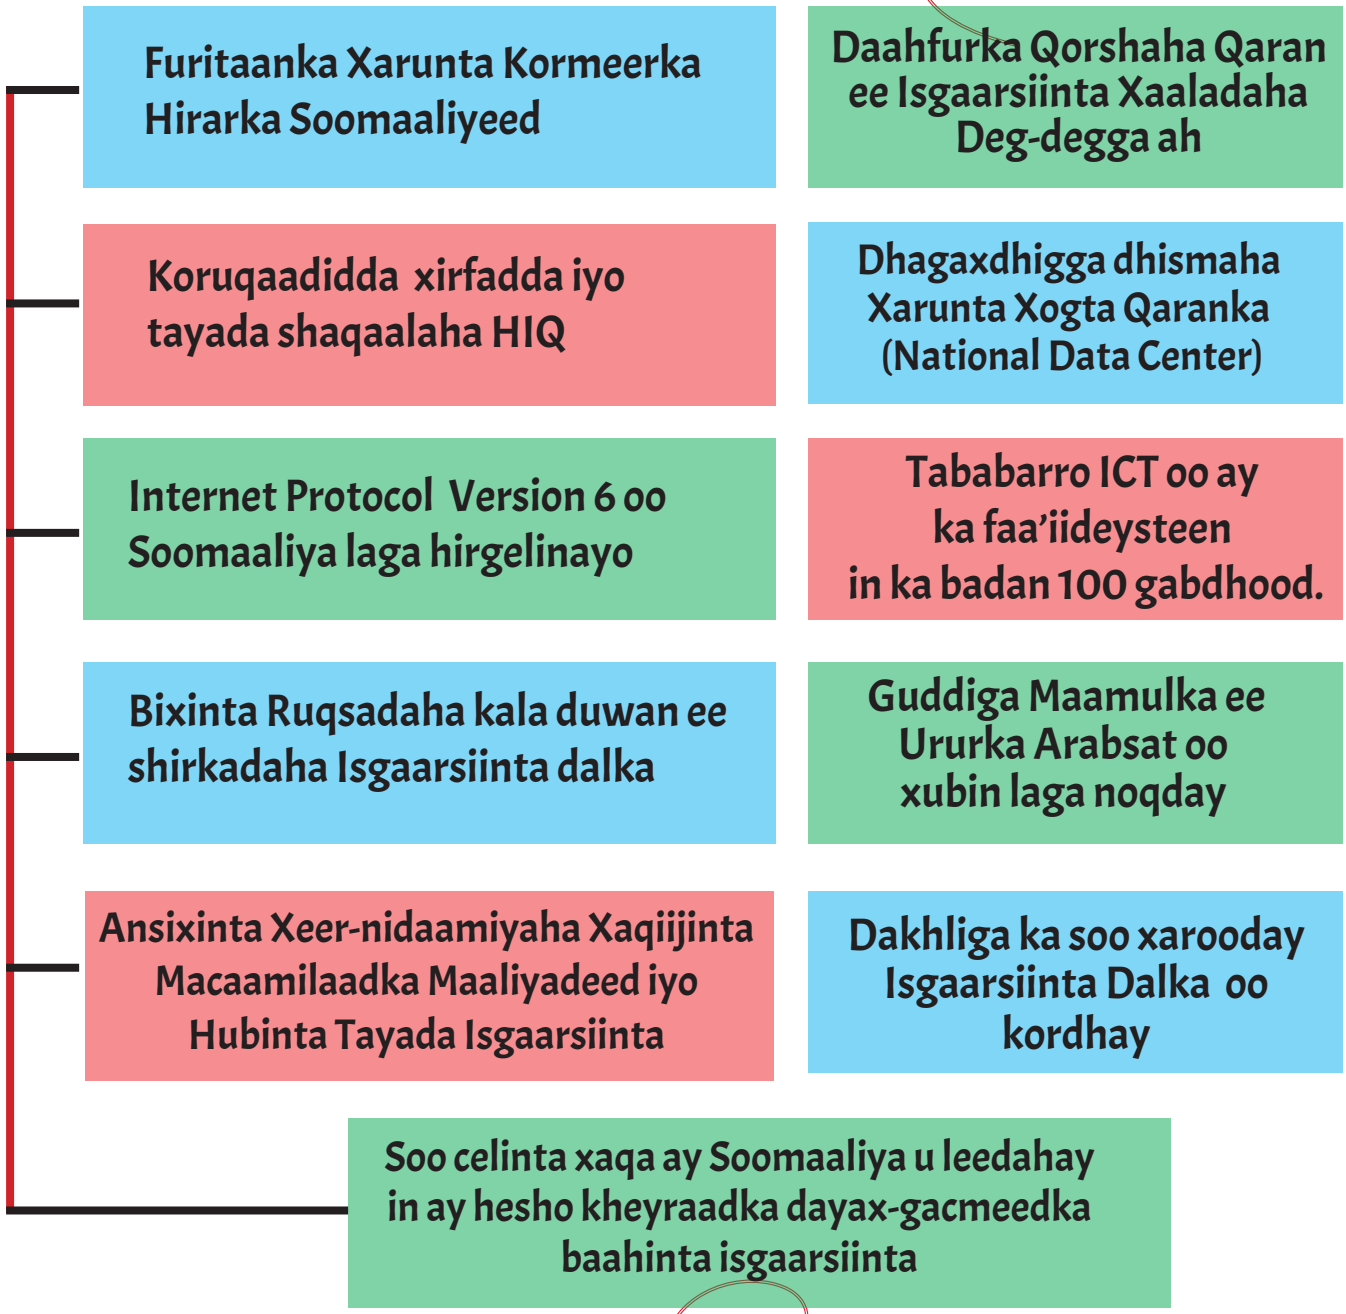 Furitaanka Xarunta Kormeerka
Hirarka Soomaaliyeed
Daahfurka Qorshaha Qaran
ee Isgaarsiinta Xaaladaha
Deg-degga ah
Koruqaadidda xirfadda iyo
tayada shaqaalaha HIQ
Dhagaxdhigga dhismaha
Xarunta Xogta Qaranka
(National Data Center)
Internet Protocol Version 6 oo
Soomaaliya laga hirgelinayo
Tababarro ICT oo ay
ka faa’iideysteen
in ka badan 100 gabdhood.
Bixinta Ruqsadaha kala duwan ee
shirkadaha Isgaarsiinta dalka
Guddiga Maamulka ee
Ururka Arabsat oo
xubin laga noqday
Ansixinta Xeer-nidaamiyaha Xaqiijinta
Macaamilaadka Maaliyadeed iyo
Hubinta Tayada Isgaarsiinta
Dakhliga ka soo xarooday
Isgaarsiinta Dalka oo
kordhay
Soo celinta xaqa ay Soomaaliya u leedahay
in ay hesho kheyraadka dayax-gacmeedka
baahinta isgaarsiinta